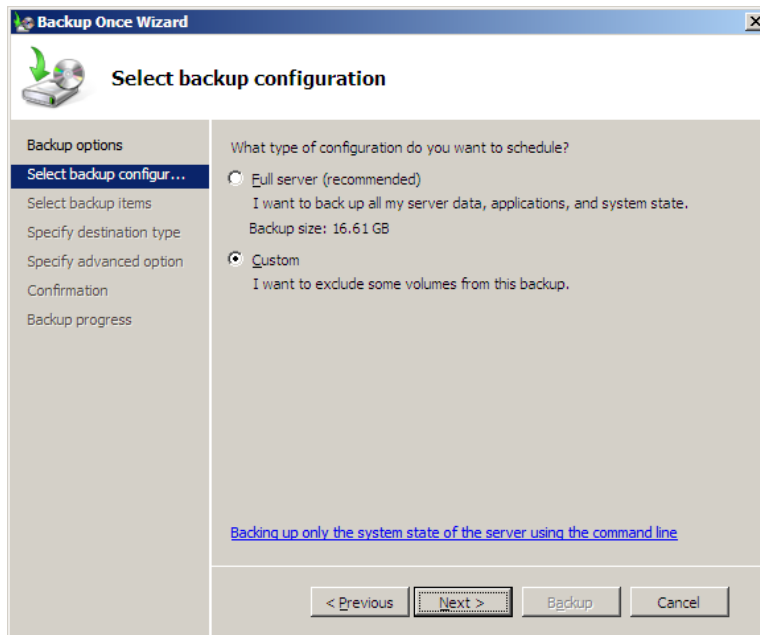 Backup Once Wizard
Select backup configuration
Backup options
Select backup configur...
Select backup items
Specify destination type
Specify advanced option
Confirmation
Backup progress
What type of configuration do you want to schedule?
Full server (recommended)
I want to back up all my server data, applications, and system state.
Backup size: 16.61 GB
Custom
I want to exclude some volumes from this backup.
Backing up only the system state of the server using the command line
< Previous
Next >
Backup
Cancel